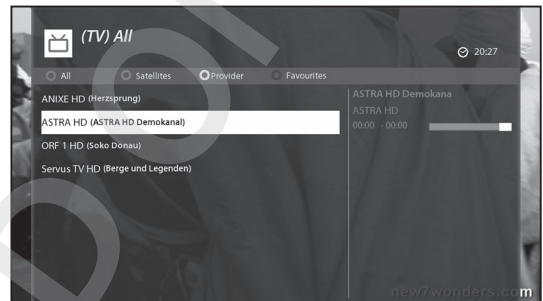 (TV) All
20:27
All Satellites Provider Favourites
ANIXE HD (Herzsprung)
ASTRA HD (ASTRA HD Demokanal)
ORF 1 HD (Soko Donau)
Servus TV HD (Berge und Legenden)
ASTRA HD Demokana
ASTRA HD
00:00 - 00:00
new7wonders.com